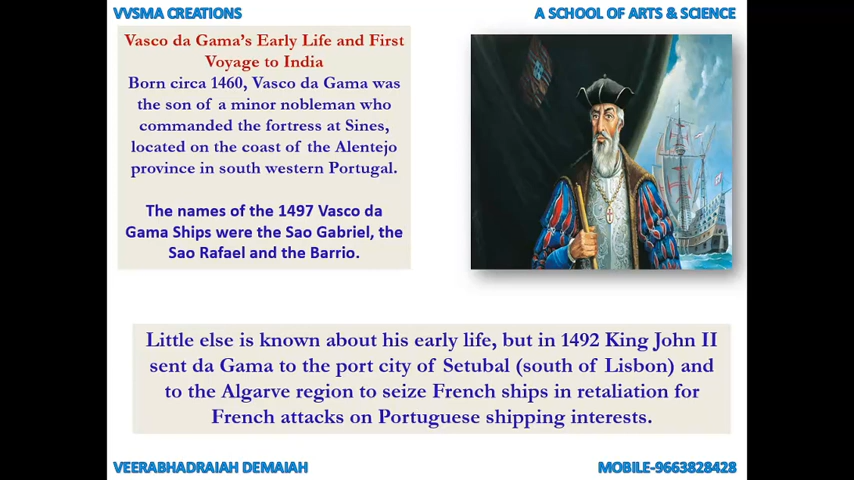 VVSMA CREATIONS
A SCHOOL OF ARTS & SCIENCE
Vasco da Gama's Early Life and First
Voyage to India
Born circa 1460, Vasco da Gama was
the son of a minor nobleman who
commanded the fortress at Sines,
located on the coast of the Alentejo
province in south western Portugal.
The names of the 1497 Vasco da
Gama Ships were the Sao Gabriel, the
Sao Rafael and the Barrio.
Little else is known about his early life, but in 1492 King John II
sent da Gama to the port city of Setubal (south of Lisbon) and
to the Algarve region to seize French ships in retaliation for
French attacks on Portuguese shipping interests.
VEERABHADRAIAH DEMAIAH
MOBILE-9663828428